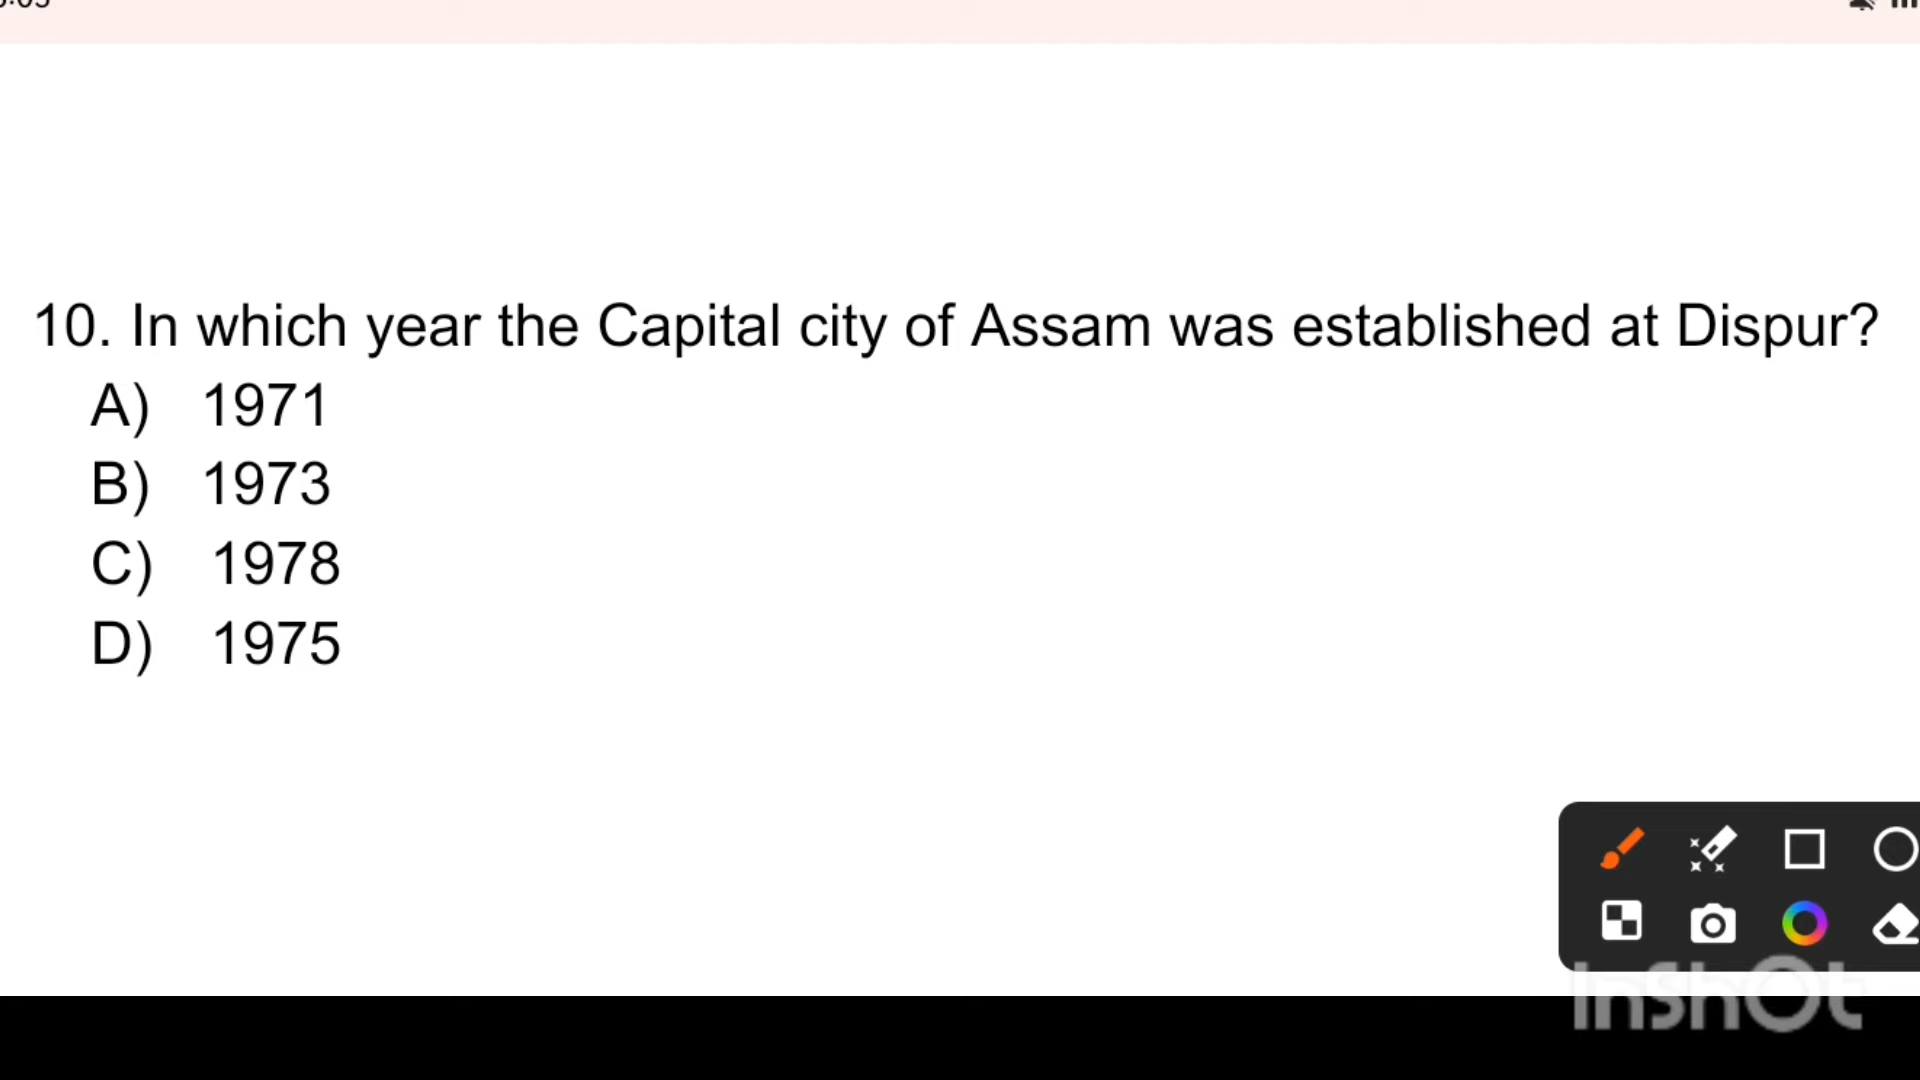 10. In which year the Capital city of Assam was established at Dispur?
A) 1971
B) 1973
C) 1978
D) 1975
InShOt